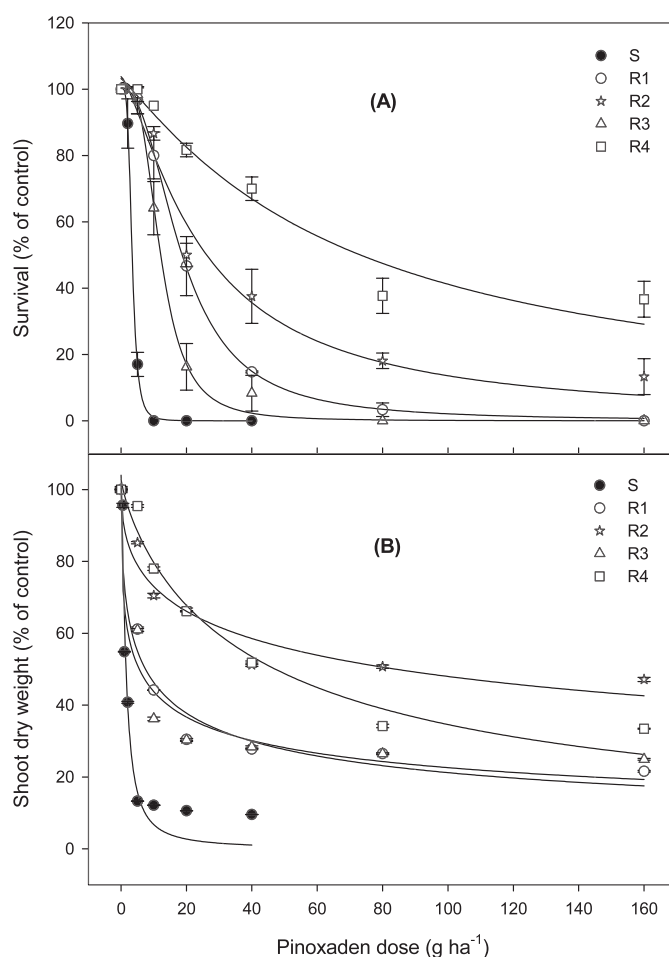 120
100
80
60
40
20
0
Survival (% of control)
(A)
S
R1
R2
R3
R4
100
80
60
40
20
0
Shoot dry weight (% of control)
(B)
S
R1
R2
R3
R4
0 20 40 60 80 100 120 140 160
Pinoxaden dose (g ha⁻¹)